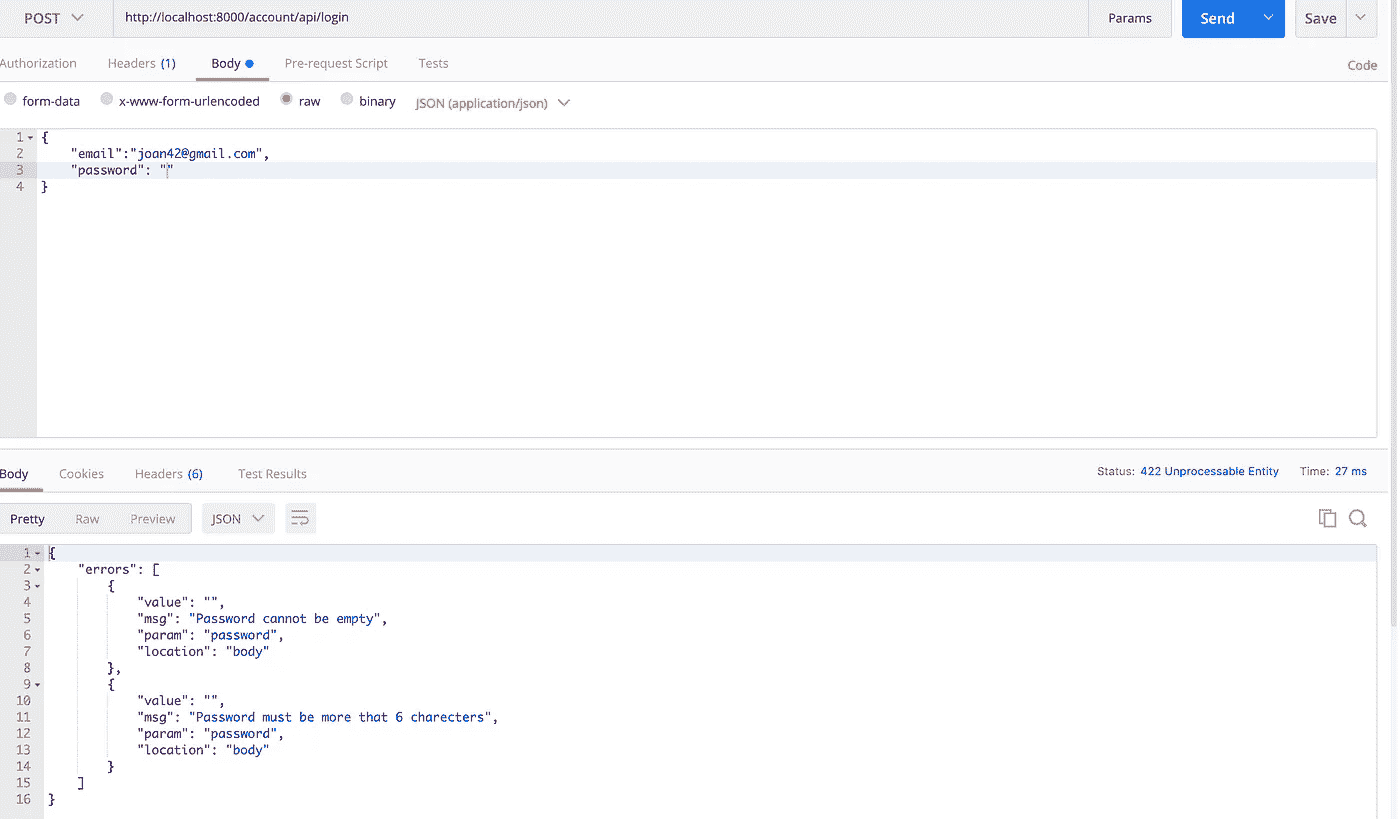 POST http://localhost:8000/account/api/login Params Send Save
Authorization Headers (1) Body Pre-request Script Tests Code
form-data x-www-form-urlencoded raw binary JSON (application/json)
1 {
2 "email":"joan42@gmail.com",
3 "password": ""
4 }
Body Cookies Headers (6) Test Results Status: 422 Unprocessable Entity Time: 27 ms
Pretty Raw Preview JSON
1 {
2 "errors": [
3 {
4 "value": "",
5 "msg": "Password cannot be empty",
6 "param": "password",
7 "location": "body"
8 },
9 {
10 "value": "",
11 "msg": "Password must be more that 6 charecters",
12 "param": "password",
13 "location": "body"
14 }
15 ]
16 }